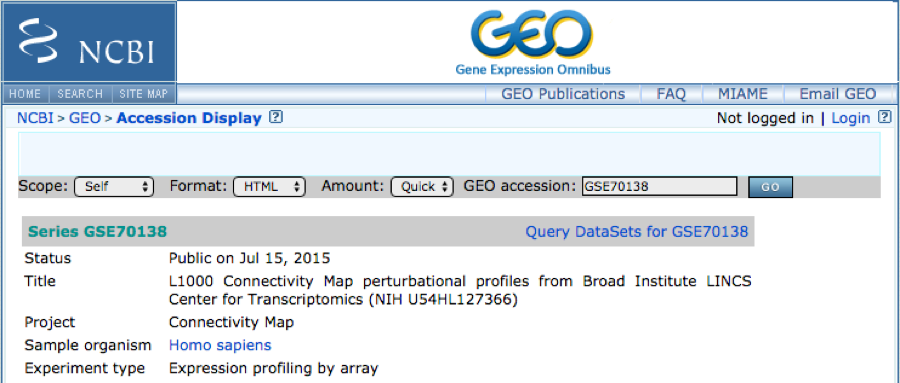 NCBI
GEO
Gene Expression Omnibus
HOME SEARCH SITE MAP GEO Publications FAQ MIAME Email GEO
NCBI > GEO > Accession Display ? Not logged in | Login ?
Scope: Self Format: HTML Amount: Quick GEO accession: GSE70138 GO
Series GSE70138 Query DataSets for GSE70138
Status Public on Jul 15, 2015
Title L1000 Connectivity Map perturbational profiles from Broad Institute LINCS
Center for Transcriptomics (NIH U54HL127366)
Project Connectivity Map
Sample organism Homo sapiens
Experiment type Expression profiling by array